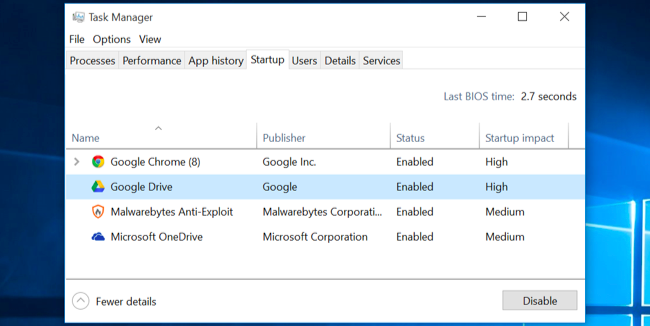 Task Manager
File Options View
Processes Performance App history Startup Users Details Services
Last BIOS time: 2.7 seconds
Name Publisher Status Startup impact
Google Chrome (8) Google Inc. Enabled High
Google Drive Google Enabled High
Malwarebytes Anti-Exploit Malwarebytes Corporati... Enabled Medium
Microsoft OneDrive Microsoft Corporation Enabled Medium
Fewer details Disable